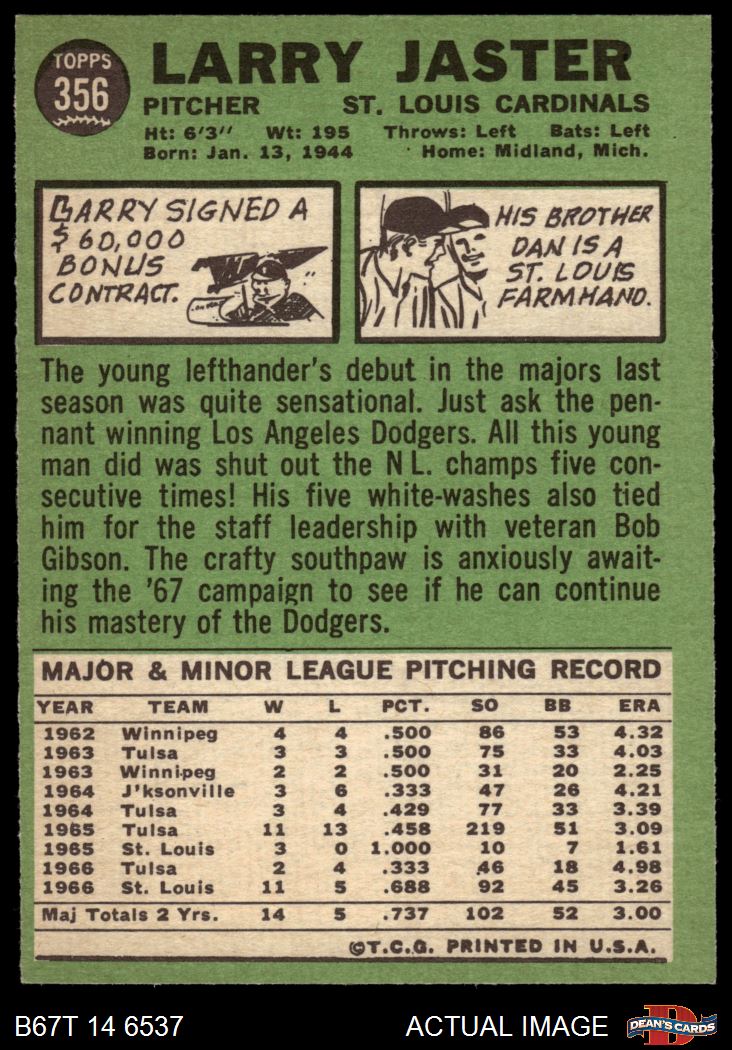 TOPPS
356
LARRY JASTER
PITCHER ST. LOUIS CARDINALS
Ht: 6'3" Wt: 195 Throws: Left Bats: Left
Born: Jan. 13, 1944 Home: Midland, Mich.
LARRY SIGNED A
$60,000
BONUS
CONTRACT.
HIS BROTHER
DAN IS A
ST. LOUIS
FARMHAND.
The young lefthander's debut in the majors last
season was quite sensational. Just ask the pen-
nant winning Los Angeles Dodgers. All this young
man did was shut out the N L. champs five con-
secutive times! His five white-washes also tied
him for the staff leadership with veteran Bob
Gibson. The crafty southpaw is anxiously await-
ing the '67 campaign to see if he can continue
his mastery of the Dodgers.
MAJOR & MINOR LEAGUE PITCHING RECORD
YEAR TEAM W L PCT. SO BB ERA
1962 Winnipeg 4 4 .500 86 53 4.32
1963 Tulsa 3 3 .500 75 33 4.03
1963 Winnipeg 2 2 .500 31 20 2.25
1964 J'ksonville 3 6 .333 47 26 4.21
1964 Tulsa 3 4 .429 77 33 3.39
1965 Tulsa 11 13 .458 219 51 3.09
1965 St. Louis 3 0 1.000 10 7 1.61
1966 Tulsa 2 4 .333 46 18 4.98
1966 St. Louis 11 5 .688 92 45 3.26
Maj Totals 2 Yrs. 14 5 .737 102 52 3.00
©T.C.G. PRINTED IN U.S.A.
B67T 14 6537 ACTUAL IMAGE DEAN'S CARDS